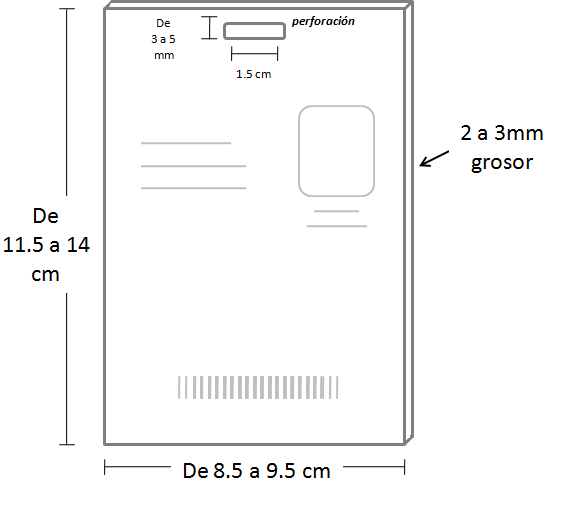 De
3 a 5
mm
perforación
1.5 cm
2 a 3mm
grosor
De
11.5 a 14
cm
De 8.5 a 9.5 cm